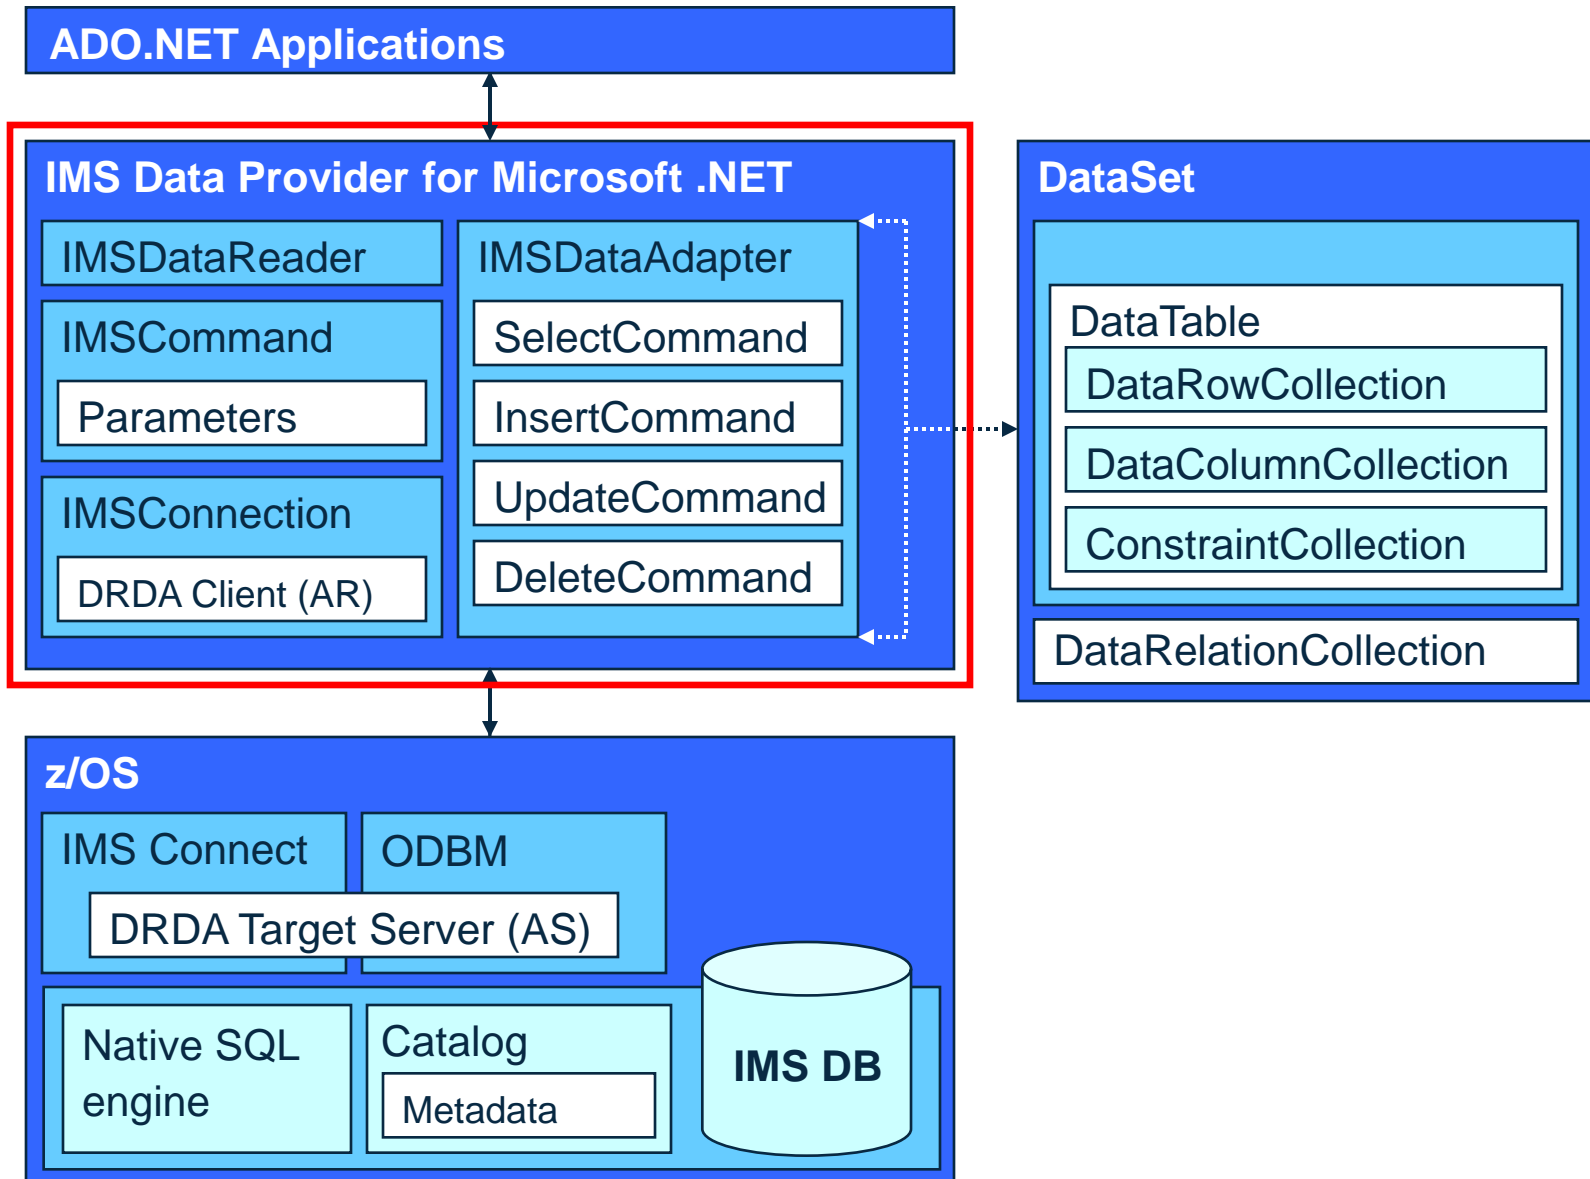 ADO.NET Applications
IMS Data Provider for Microsoft .NET
IMSDataReader
IMSCommand
Parameters
IMSConnection
DRDA Client (AR)
IMSDataAdapter
SelectCommand
InsertCommand
UpdateCommand
DeleteCommand
DataSet
DataTable
DataRowCollection
DataColumnCollection
ConstraintCollection
DataRelationCollection
z/OS
IMS Connect
ODBM
DRDA Target Server (AS)
Native SQL
engine
Catalog
Metadata
IMS DB